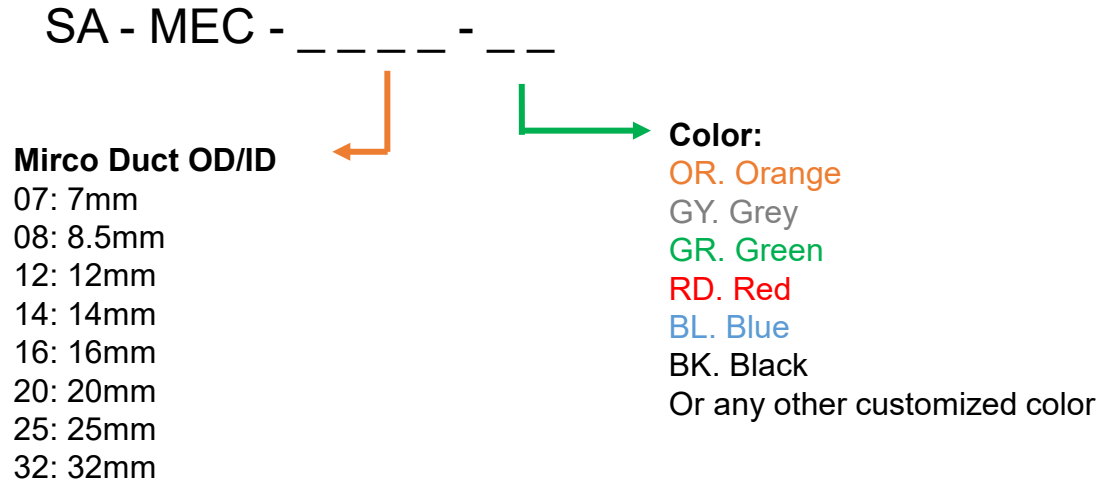 SA - MEC - _ _ _ _ - _ _
Mirco Duct OD/ID
07: 7mm
08: 8.5mm
12: 12mm
14: 14mm
16: 16mm
20: 20mm
25: 25mm
32: 32mm
Color:
OR. Orange
GY. Grey
GR. Green
RD. Red
BL. Blue
BK. Black
Or any other customized color